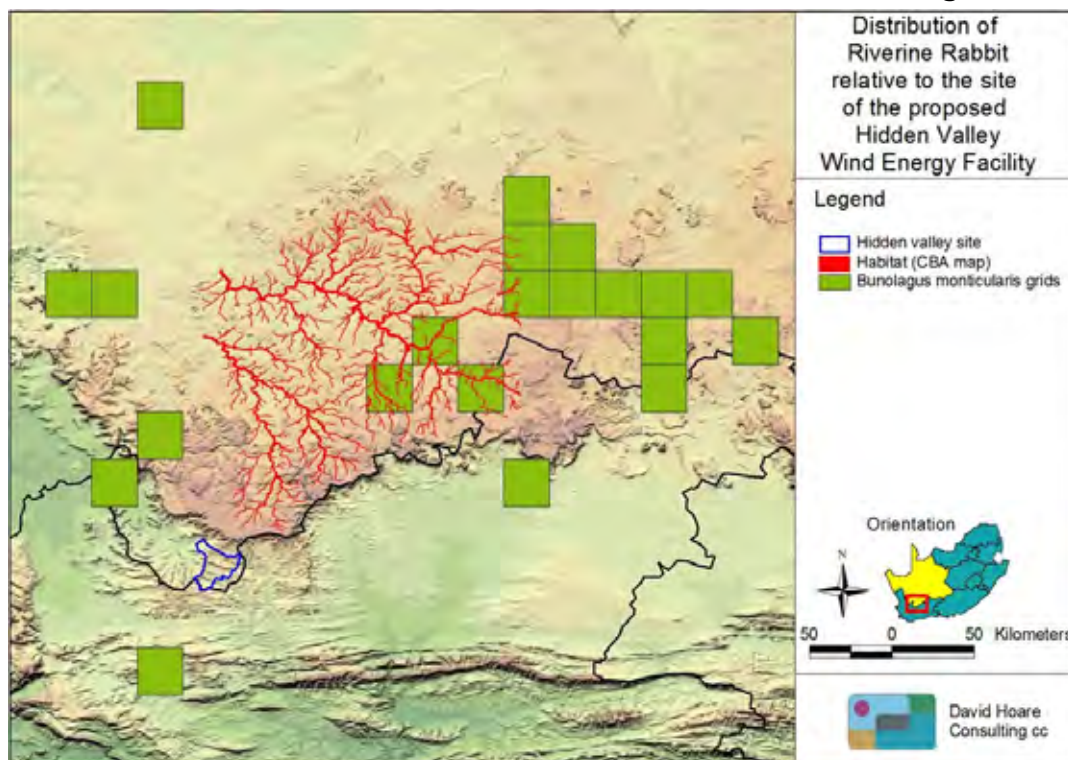 Distribution of
Riverine Rabbit
relative to the site
of the proposed
Hidden Valley
Wind Energy Facility
Legend
Hidden valley site
Habitat (CBA map)
Bunolagus monticularis grids
Orientation
N
50 0 50 Kilometers
David Hoare
Consulting cc